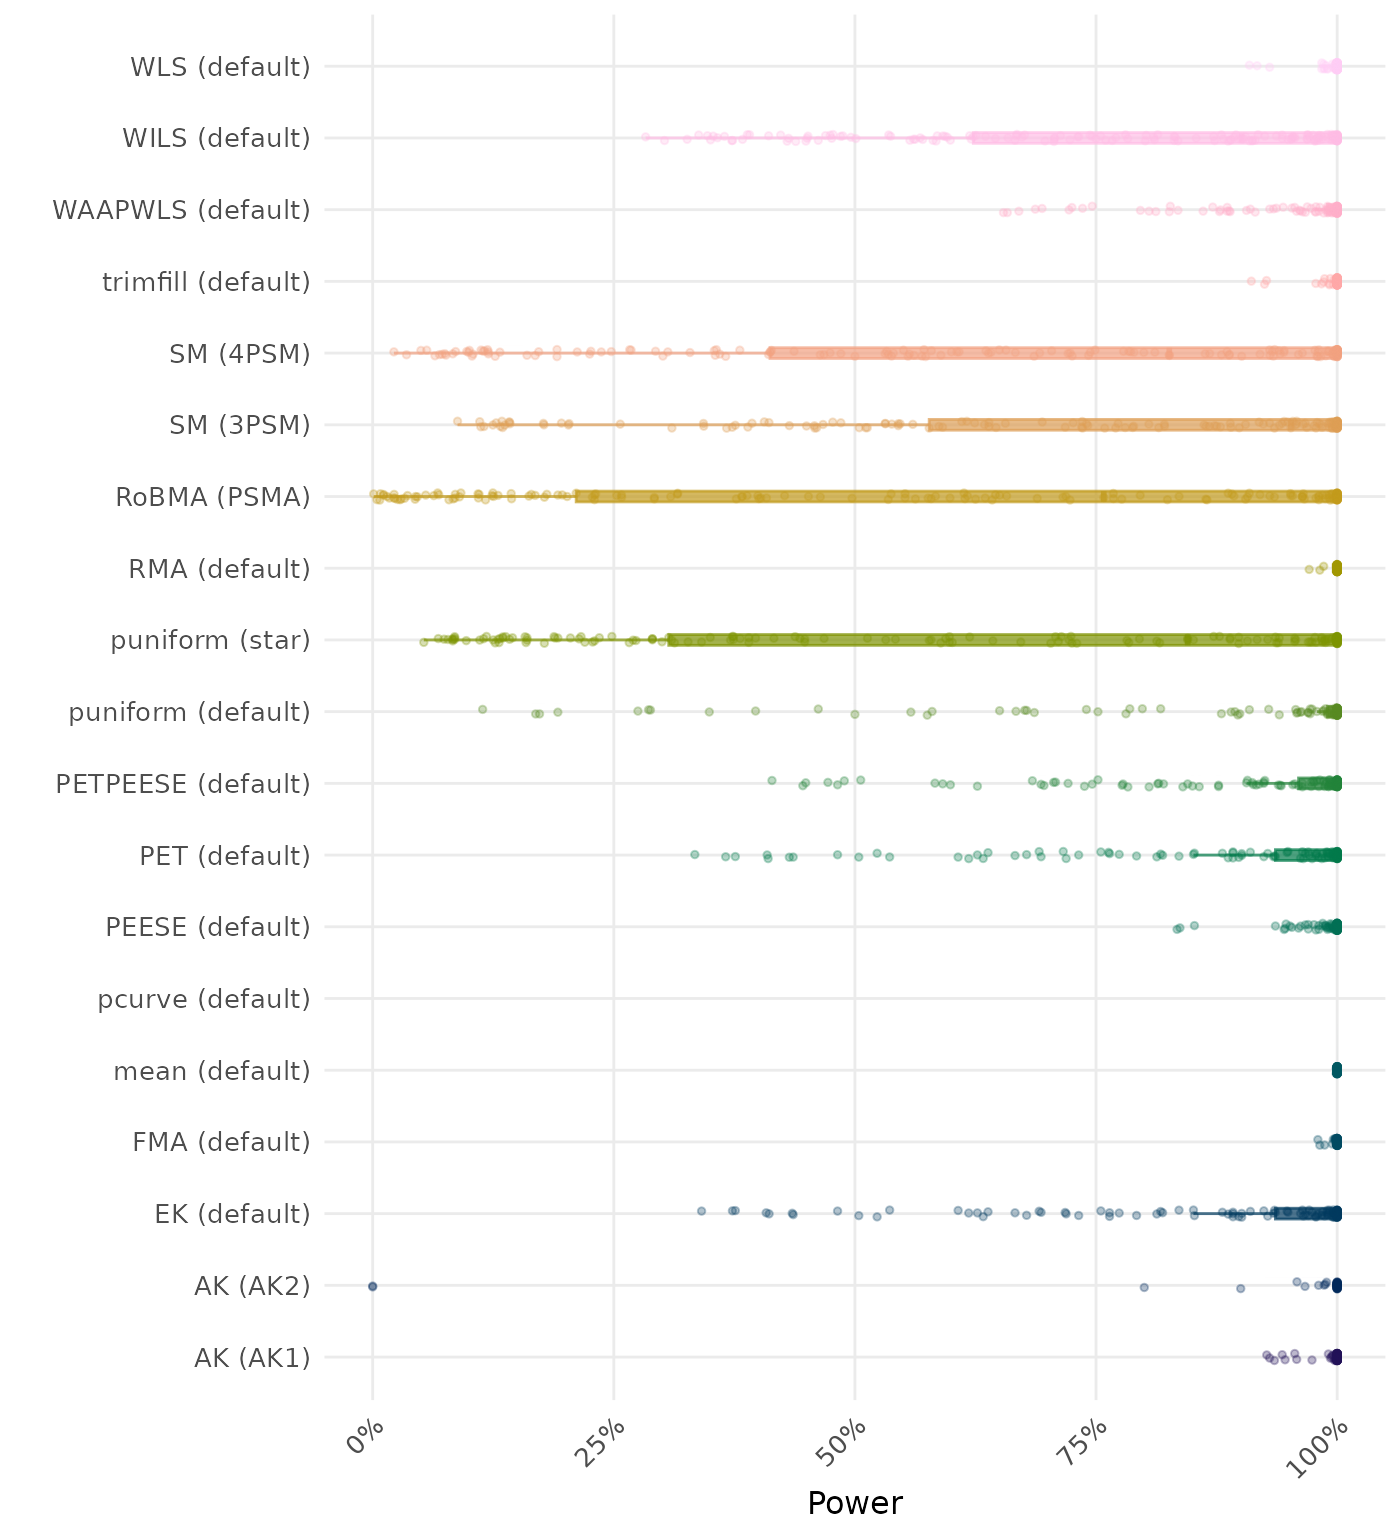 WLS (default)
WILS (default)
WAAPWLS (default)
trimfill (default)
SM (4PSM)
SM (3PSM)
RoBMA (PSMA)
RMA (default)
puniform (star)
puniform (default)
PETPEESE (default)
PET (default)
PEESE (default)
pcurve (default)
mean (default)
FMA (default)
EK (default)
AK (AK2)
AK (AK1)
0% 25% 50% 75% 100%
Power